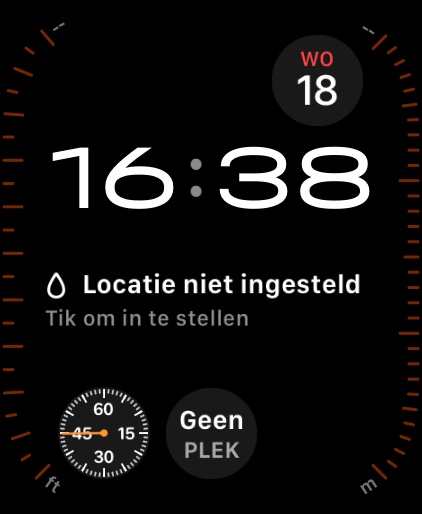 --
--
WO
18
16:38
Locatie niet ingesteld
Tik om in te stellen
60
45
15
30
Geen
PLEK
ft
m